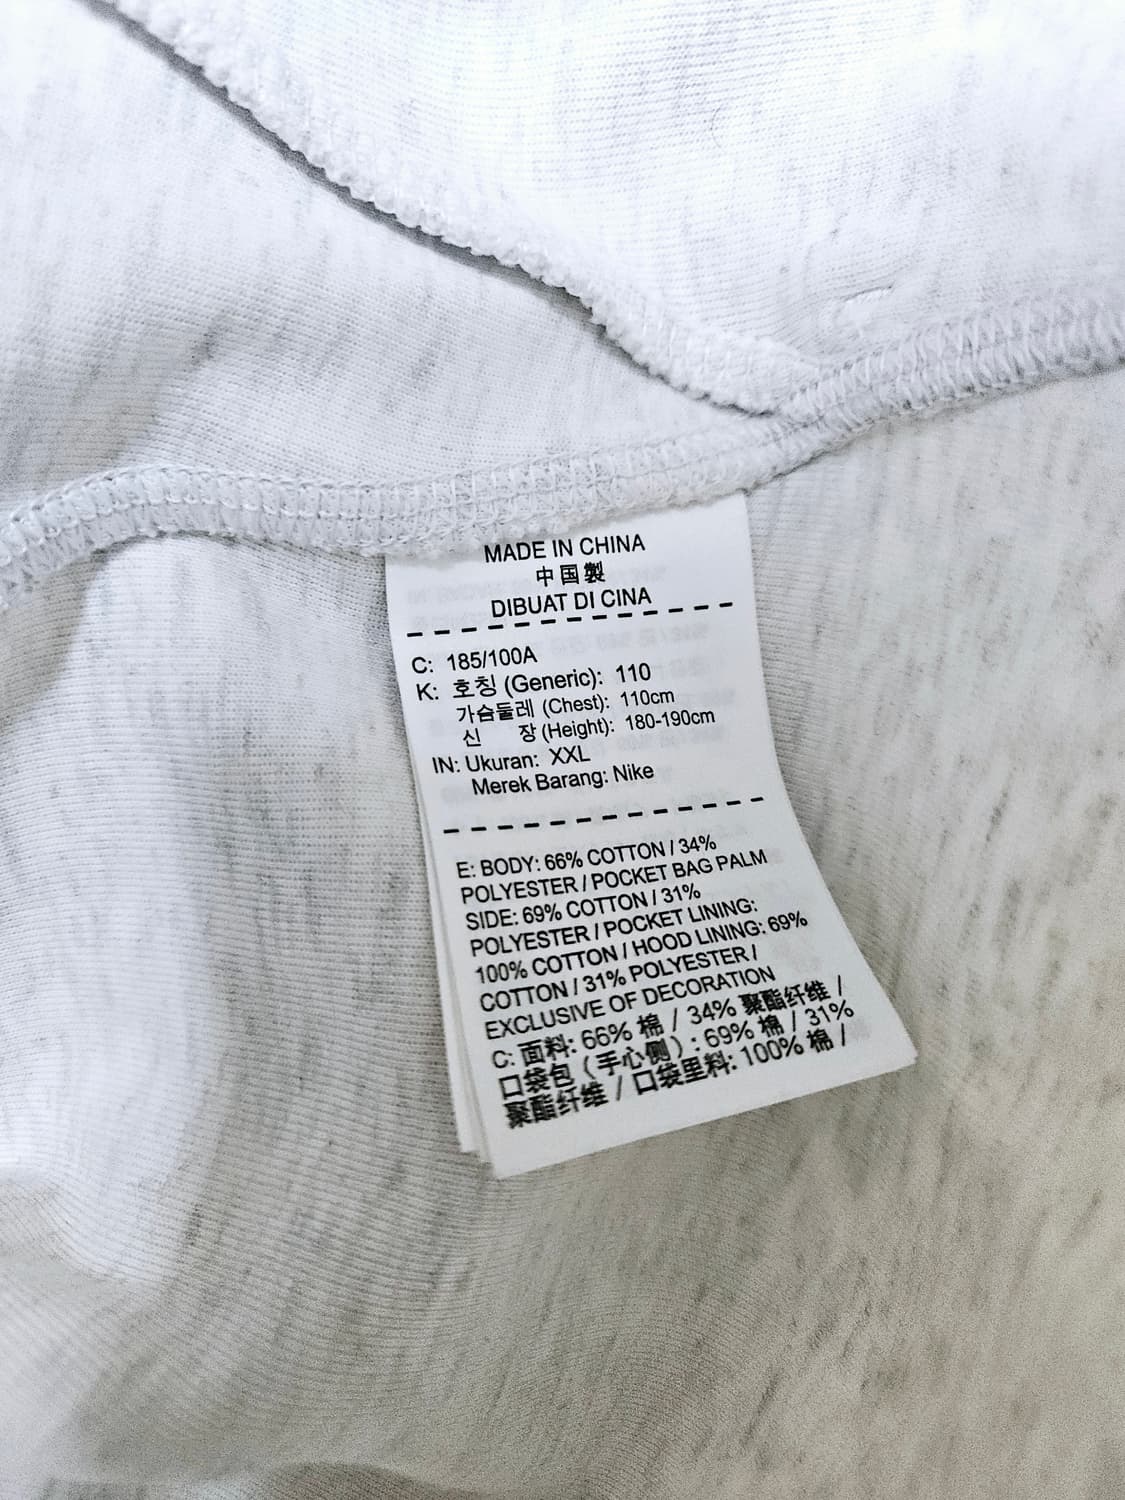 MADE IN CHINA
中国製
DIBUAT DI CINA
C: 185/100A
K: 호칭 (Generic): 110
가슴둘레 (Chest): 110cm
신 장 (Height): 180-190cm
IN: Ukuran: XXL
Merek Barang: Nike
E: BODY: 66% COTTON / 34%
POLYESTER / POCKET BAG PALM
SIDE: 69% COTTON / 31%
POLYESTER / POCKET LINING:
100% COTTON / HOOD LINING: 69%
COTTON / 31% POLYESTER /
EXCLUSIVE OF DECORATION
C: 面料: 66% 棉 / 34% 聚酯纤维 /
口袋包（手心侧）: 69% 棉 / 31%
聚酯纤维 / 口袋里料: 100% 棉 /